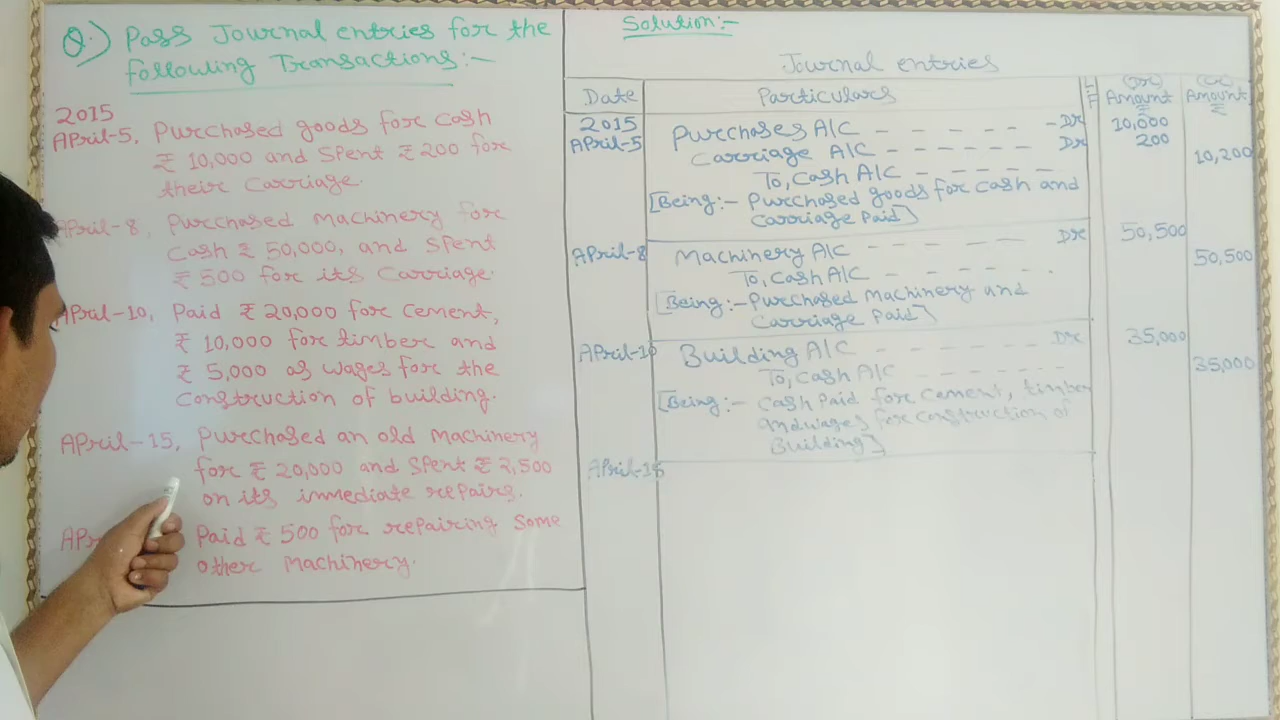 Q.) Pass Journal entries for the
following Transactions:-
2015
April-5, Purchased goods for cash
₹ 10,000 and Spent ₹ 200 for
their Carriage.
April-8, Purchased Machinery for
Cash ₹ 50,000, and Spent
₹ 500 for its Carriage.
April-10, Paid ₹ 20,000 for Cement,
₹ 10,000 for timber and
₹ 5,000 as wages for the
Construction of building.
April-15, Purchased an old Machinery
for ₹ 20,000 and Spent ₹ 2,500
on its immediate repairs.
Paid ₹ 500 for repairing Some
other Machinery.
Solution:-
Journal entries
Date Particulars L.F (Dr) Amount ₹ (Cr) Amount ₹
2015
April-5 Purchases A/C - - - - - - Dr 10,000
Carriage A/C - - - - - - Dr 200
To, Cash A/C - - - - - 10,200
[Being:- Purchased goods for cash and
Carriage Paid]
April-8 Machinery A/C - - - - - Dr 50,500
To, Cash A/C - - - - - - 50,500
[Being:- Purchased Machinery and
Carriage Paid]
April-10 Building A/C - - - - - - Dr 35,000
To, Cash A/C - - - - - - - 35,000
[Being:- Cash Paid for Cement, timber
and wages for construction of
Building]
April-15